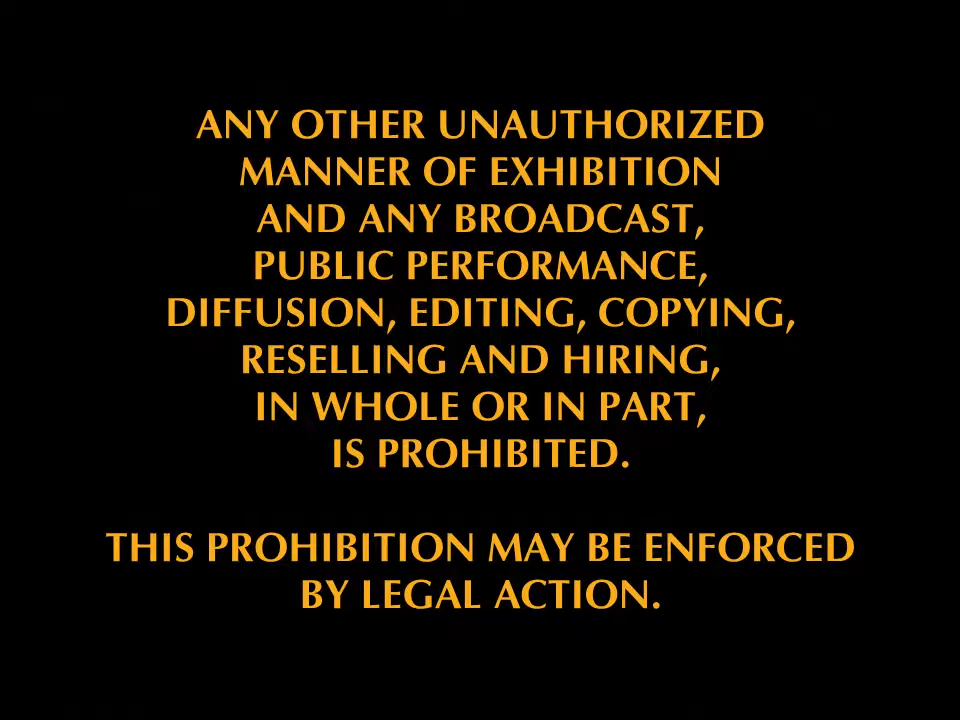 ANY OTHER UNAUTHORIZED
MANNER OF EXHIBITION
AND ANY BROADCAST,
PUBLIC PERFORMANCE,
DIFFUSION, EDITING, COPYING,
RESELLING AND HIRING,
IN WHOLE OR IN PART,
IS PROHIBITED.
THIS PROHIBITION MAY BE ENFORCED
BY LEGAL ACTION.